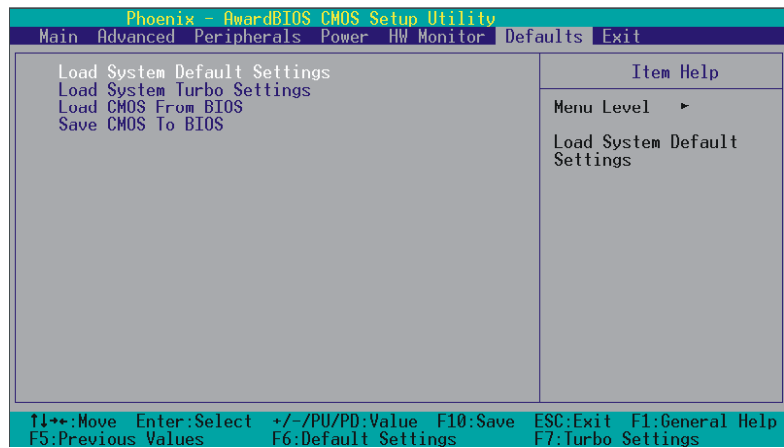 Phoenix - AwardBIOS CMOS Setup Utility
Main Advanced Peripherals Power HW Monitor Defaults Exit
Load System Default Settings
Load System Turbo Settings
Load CMOS From BIOS
Save CMOS To BIOS
Item Help
Menu Level ►
Load System Default
Settings
↑↓→←:Move Enter:Select +/-/PU/PD:Value F10:Save ESC:Exit F1:General Help
F5:Previous Values F6:Default Settings F7:Turbo Settings